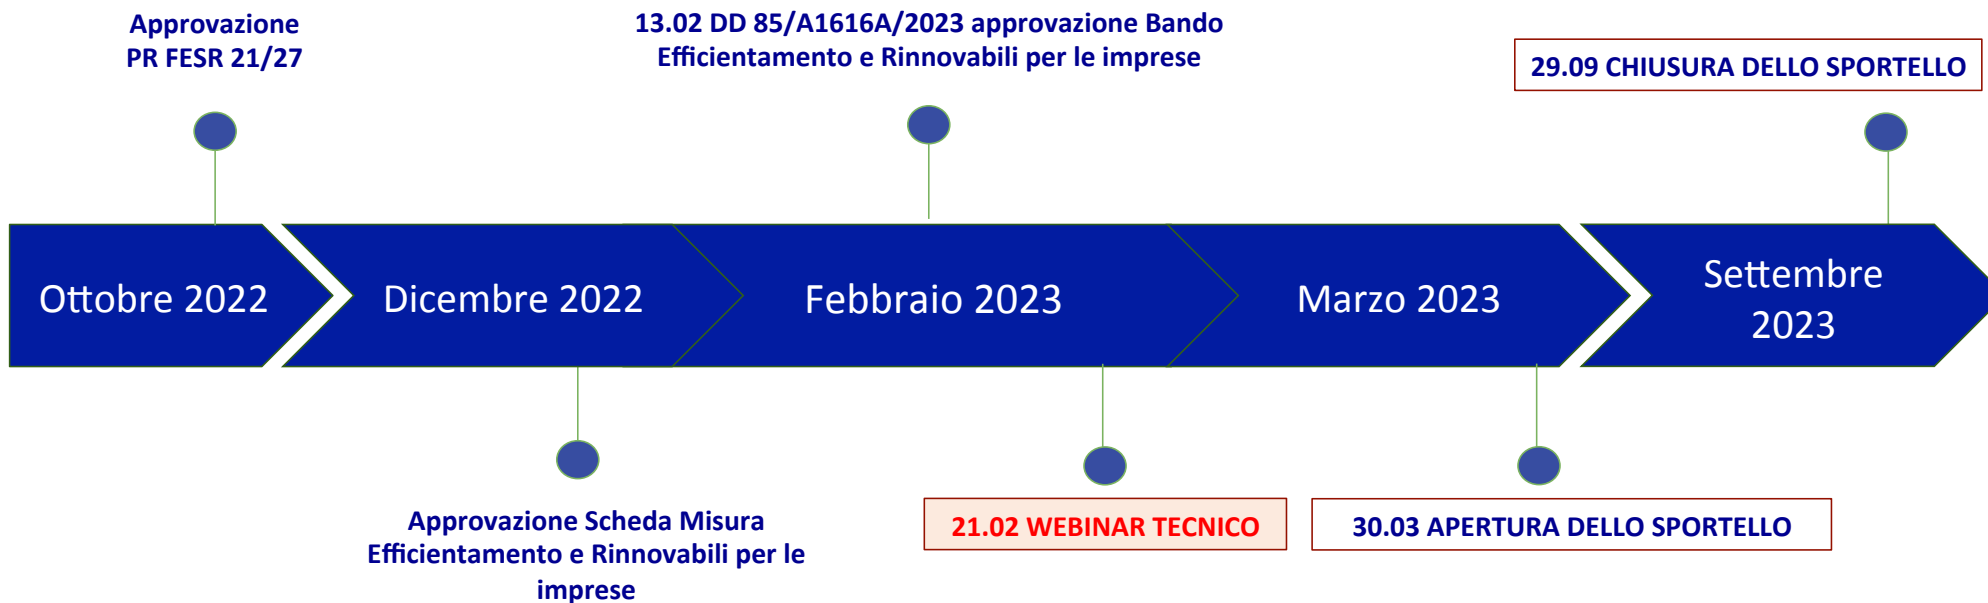 Approvazione
PR FESR 21/27
13.02 DD 85/A1616A/2023 approvazione Bando
Efficientamento e Rinnovabili per le imprese
29.09 CHIUSURA DELLO SPORTELLO
Ottobre 2022
Dicembre 2022
Febbraio 2023
Marzo 2023
Settembre
2023
Approvazione Scheda Misura
Efficientamento e Rinnovabili per le
imprese
21.02 WEBINAR TECNICO
30.03 APERTURA DELLO SPORTELLO